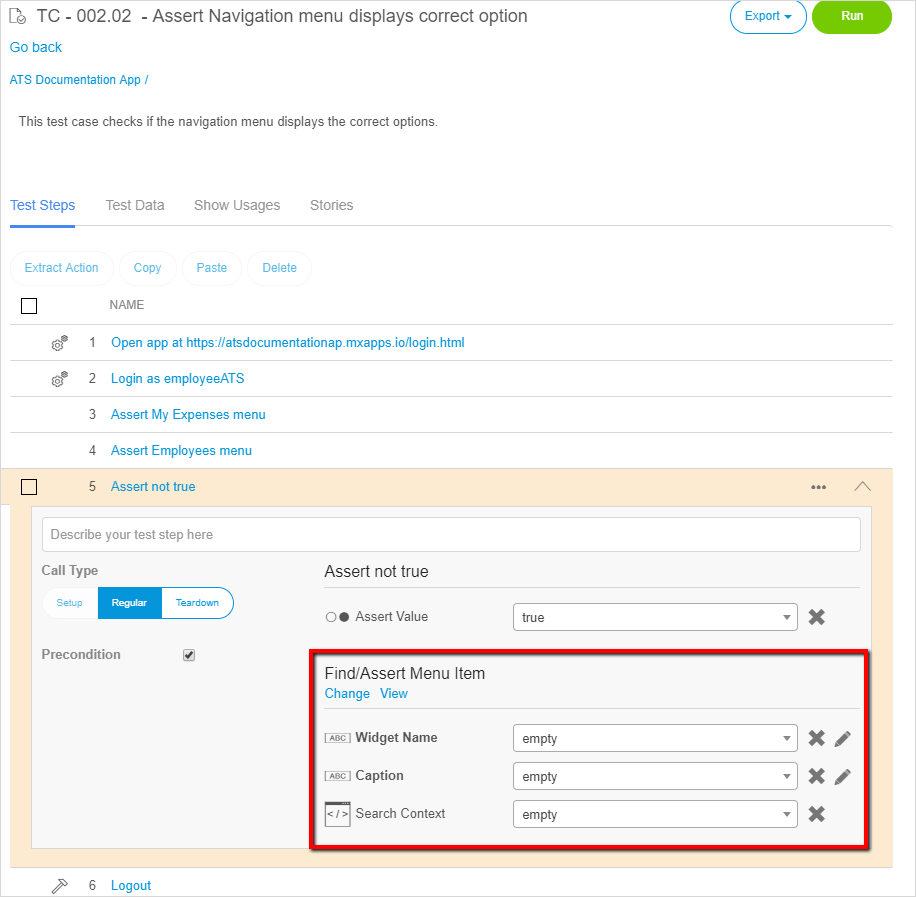 TC - 002.02 - Assert Navigation menu displays correct option
Export
Run
Go back
ATS Documentation App /
This test case checks if the navigation menu displays the correct options.
Test Steps Test Data Show Usages Stories
Extract Action Copy Paste Delete
NAME
1 Open app at https://atsdocumentationap.mxapps.io/login.html
2 Login as employeeATS
3 Assert My Expenses menu
4 Assert Employees menu
5 Assert not true
Describe your test step here
Call Type
Setup Regular Teardown
Precondition
Assert not true
Assert Value true
Find/Assert Menu Item
Change View
ABC Widget Name empty
ABC Caption empty
</> Search Context empty
6 Logout